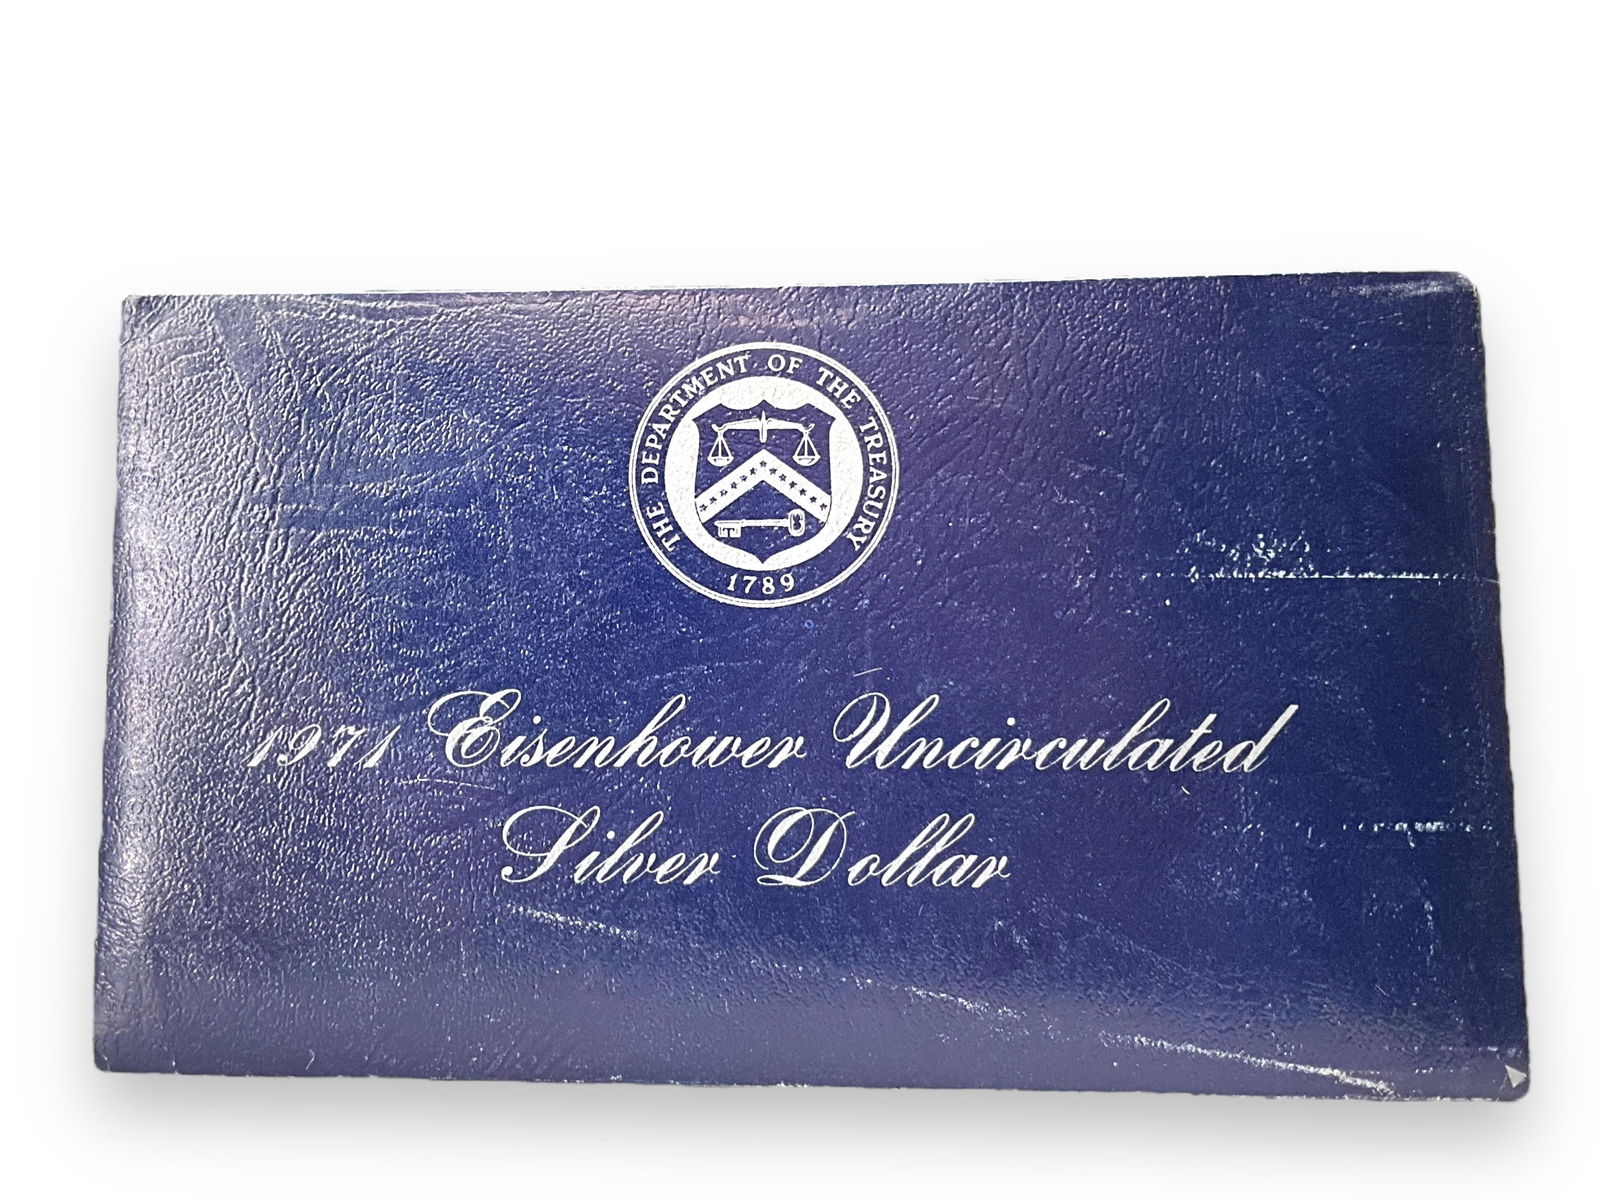 THE DEPARTMENT OF THE TREASURY
1789
1971 Eisenhower Uncirculated
Silver Dollar